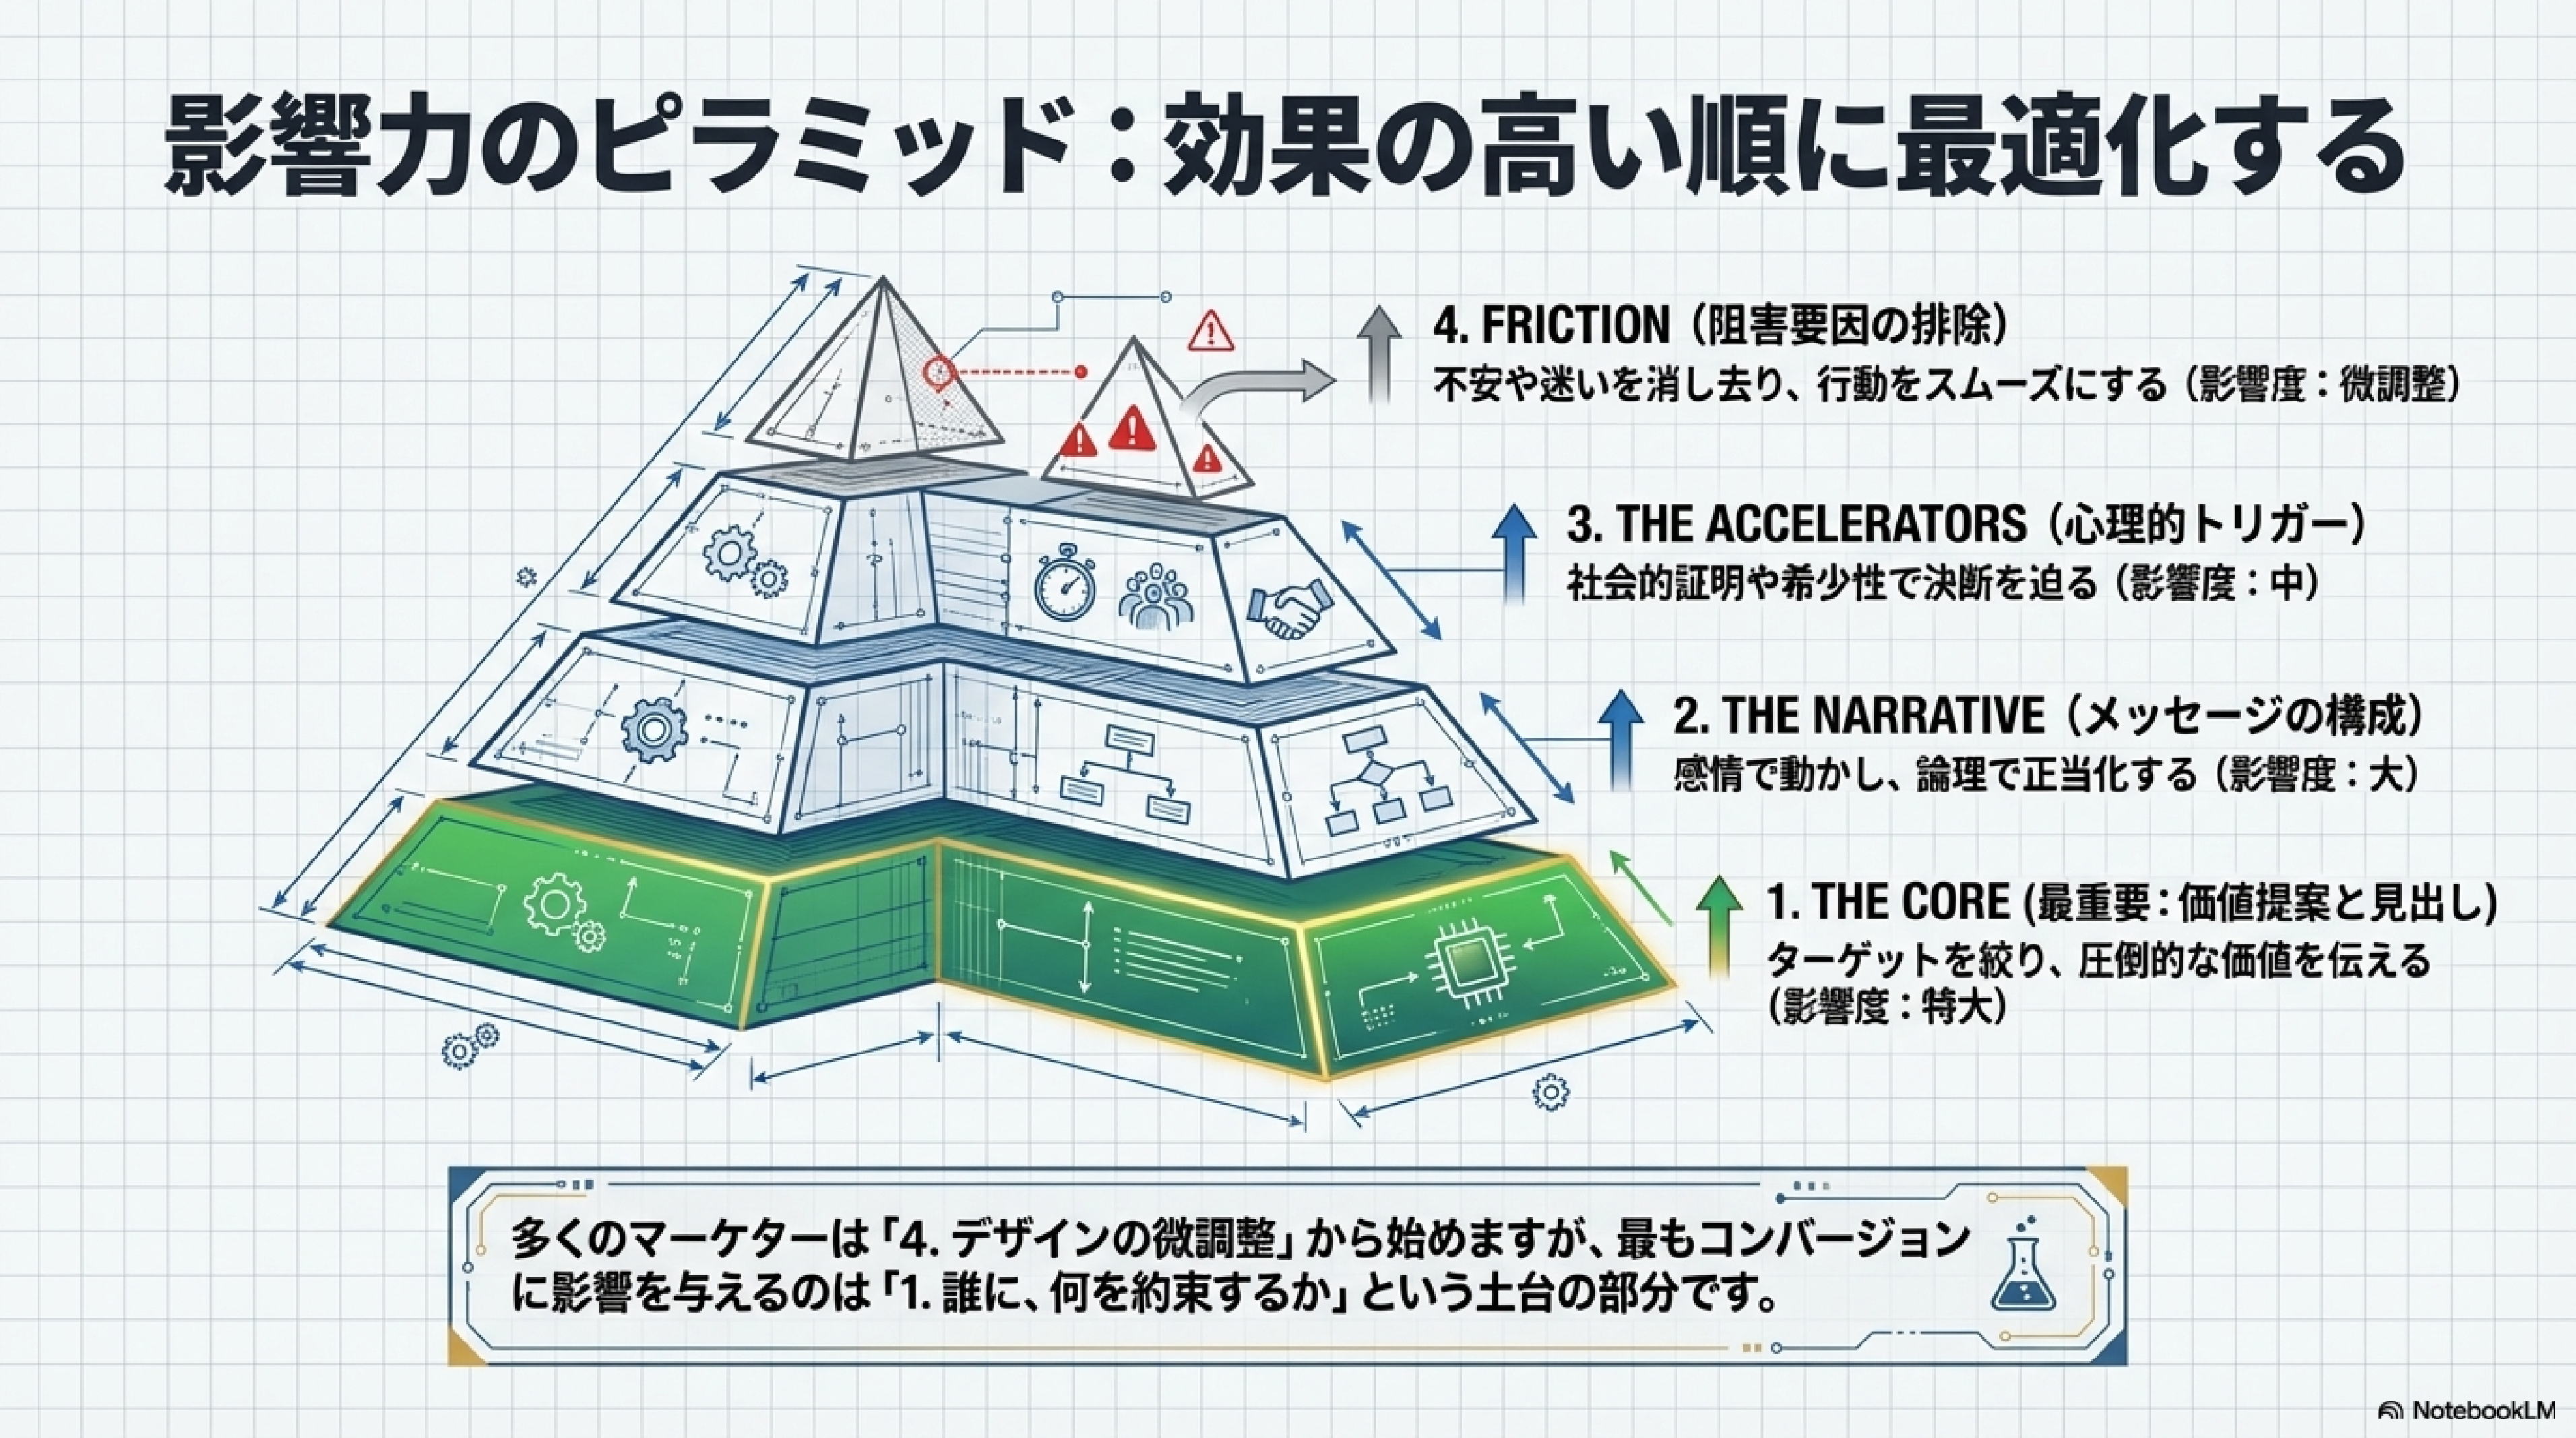 影響力のピラミッド：効果の高い順に最適化する
4. FRICTION（阻害要因の排除）
不安や迷いを消し去り、行動をスムーズにする（影響度：微調整）
3. THE ACCELERATORS（心理的トリガー）
社会的証明や希少性で決断を迫る（影響度：中）
2. THE NARRATIVE（メッセージの構成）
感情で動かし、論理で正当化する（影響度：大）
1. THE CORE (最重要：価値提案と見出し)
ターゲットを絞り、圧倒的な価値を伝える
（影響度：特大）
多くのマーケターは「4. デザインの微調整」から始めますが、最もコンバージョン
に影響を与えるのは「1. 誰に、何を約束するか」という土台の部分です。
NotebookLM